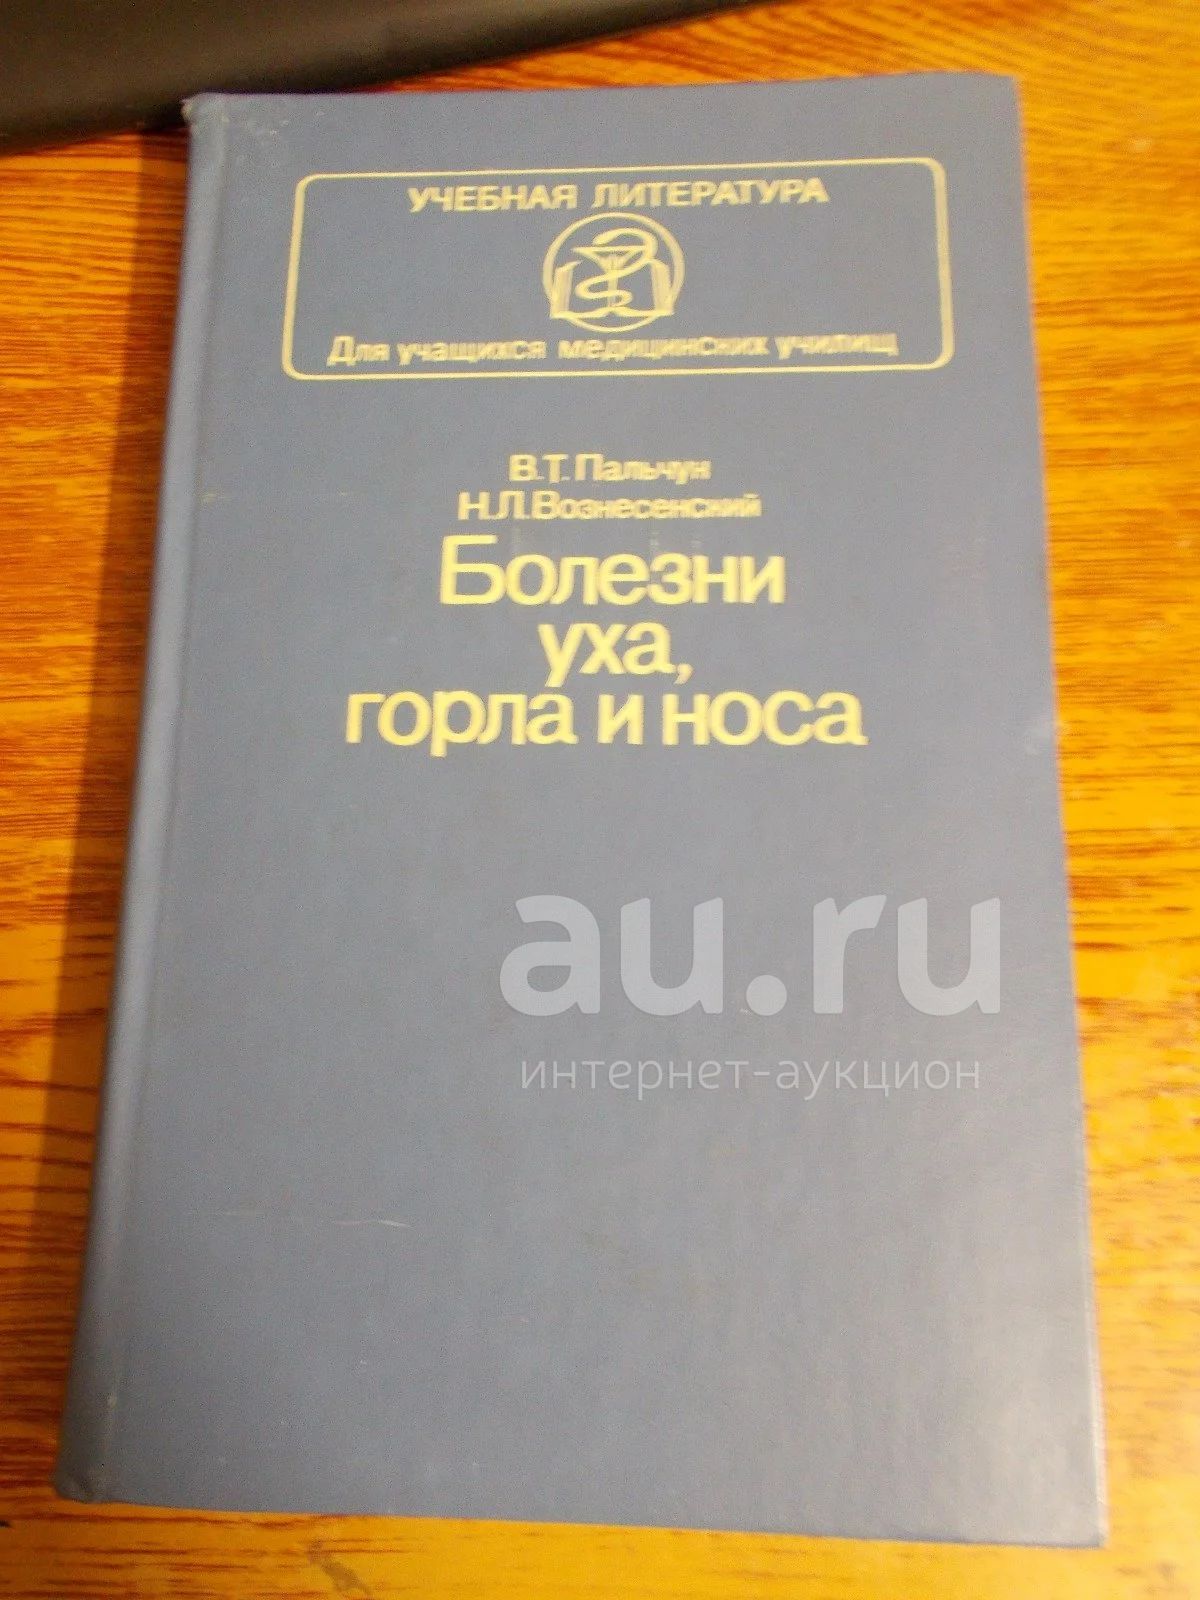 УЧЕБНАЯ ЛИТЕРАТУРА
Для учащихся медицинских училищ
В.Т. Пальчун
Н.Л. Вознесенский
Болезни
уха,
горла и носа
au.ru
интернет-аукцион